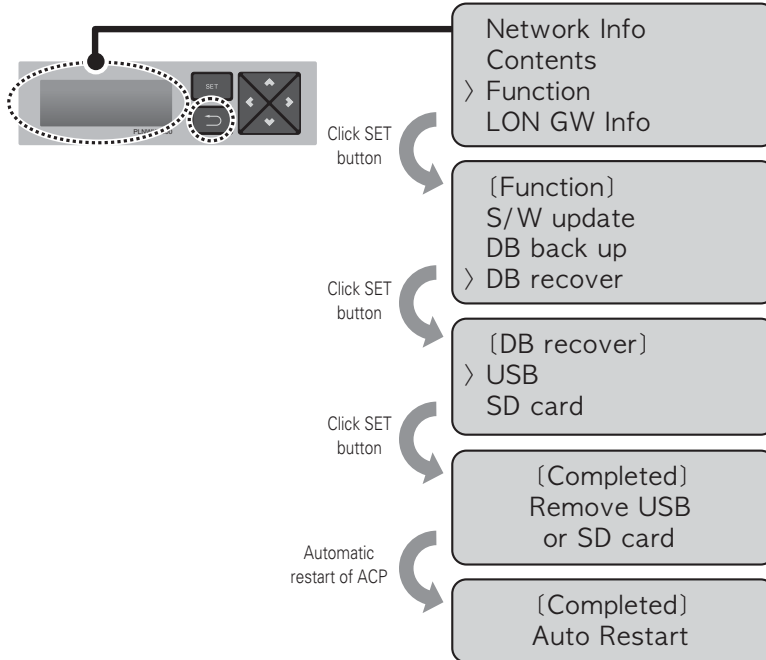 Network Info
Contents
〉 Function
LON GW Info
SET
Click SET
button
〔Function〕
S/W update
DB back up
〉 DB recover
Click SET
button
〔DB recover〕
〉 USB
SD card
Click SET
button
〔Completed〕
Remove USB
or SD card
Automatic
restart of ACP
〔Completed〕
Auto Restart